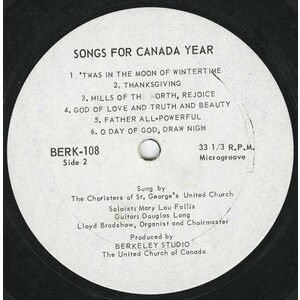 SONGS FOR CANADA YEAR
1. 'TWAS IN THE MOON OF WINTERTIME
2. THANKSGIVING
3. HILLS OF THE NORTH, REJOICE
4. GOD OF LOVE AND TRUTH AND BEAUTY
5. FATHER ALL-POWERFUL
6. O DAY OF GOD, DRAW NIGH
BERK-108 33 1/3 R.P.M.
Side 2 Microgroove
Sung by
The Choristers of St. George's United Church
Soloist: Mary Lou Fallis
Guitar: Douglas Long
Lloyd Bradshaw, Organist and Choirmaster
Produced by
BERKELEY STUDIO
The United Church of Canada